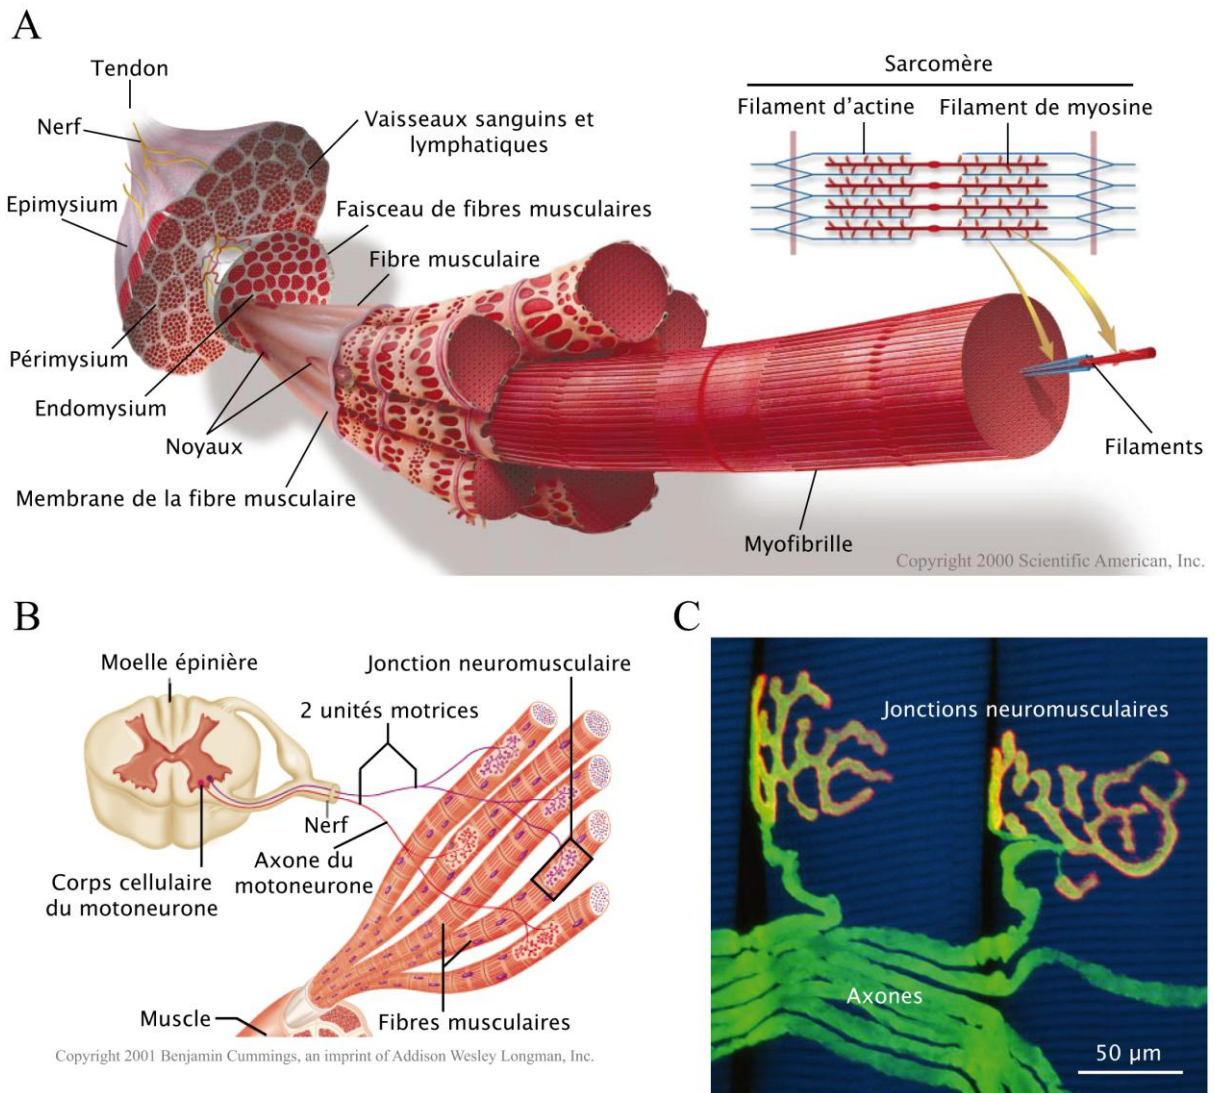 A
Tendon
Nerf
Epimysium
Périmysium
Endomysium
Noyaux
Membrane de la fibre musculaire
Vaisseaux sanguins et
lymphatiques
Faisceau de fibres musculaires
Fibre musculaire
Sarcomère
Filament d'actine
Filament de myosine
Filaments
Myofibrille
Copyright 2000 Scientific American, Inc.
B
Moelle épinière
Jonction neuromusculaire
2 unités motrices
Nerf
Axone du
motoneurone
Corps cellulaire
du motoneurone
Muscle
Fibres musculaires
Copyright 2001 Benjamin Cummings, an imprint of Addison Wesley Longman, Inc.
C
Jonctions neuromusculaires
Axones
50 µm